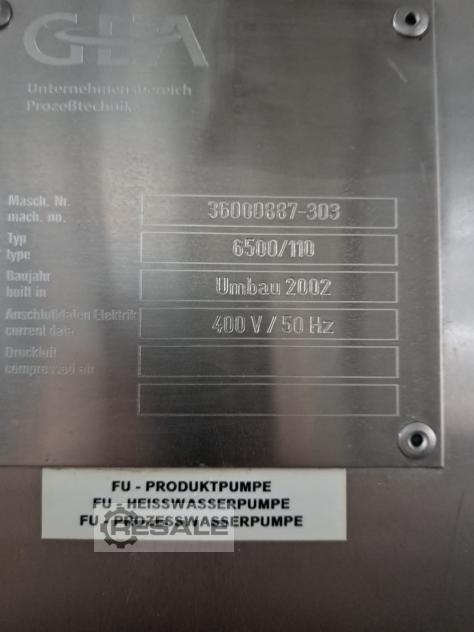 GEA
Unternehmensbereich
Prozeßtechnik
Masch. Nr.
mach. no.
36000887-303
Typ
type
6500/110
Baujahr
built in
Umbau 2002
Anschlußdaten Elektrik
current data
400 V / 50 Hz
Druckluft
compressed air
FU - PRODUKTPUMPE
FU - HEISSWASSERPUMPE
FU - PROZESSWASSERPUMPE
RESALE